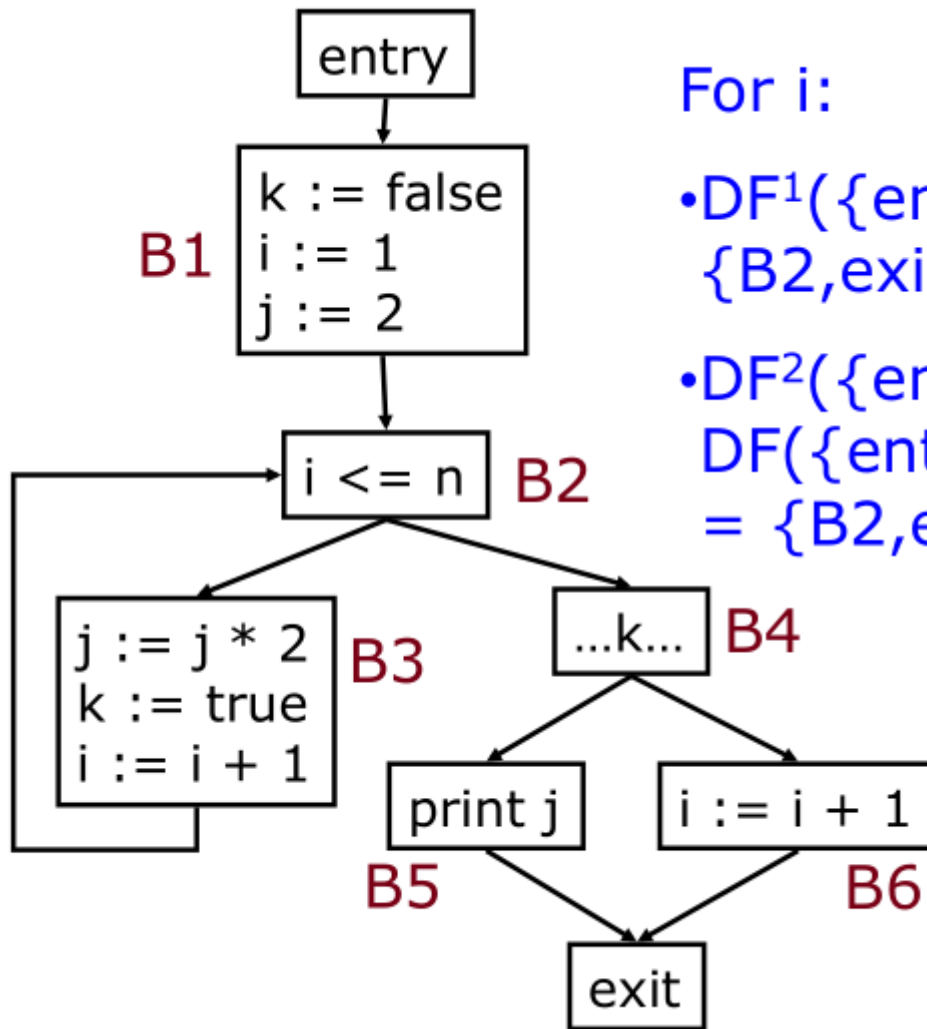 entry
For i:
k := false
i := 1
j := 2
B1
•DF¹({en
{B2,exi
•DF²({en
DF({ent
= {B2,e
i <= n
B2
j := j * 2
k := true
i := i + 1
B3
...k...
B4
print j
B5
i := i + 1
B6
exit